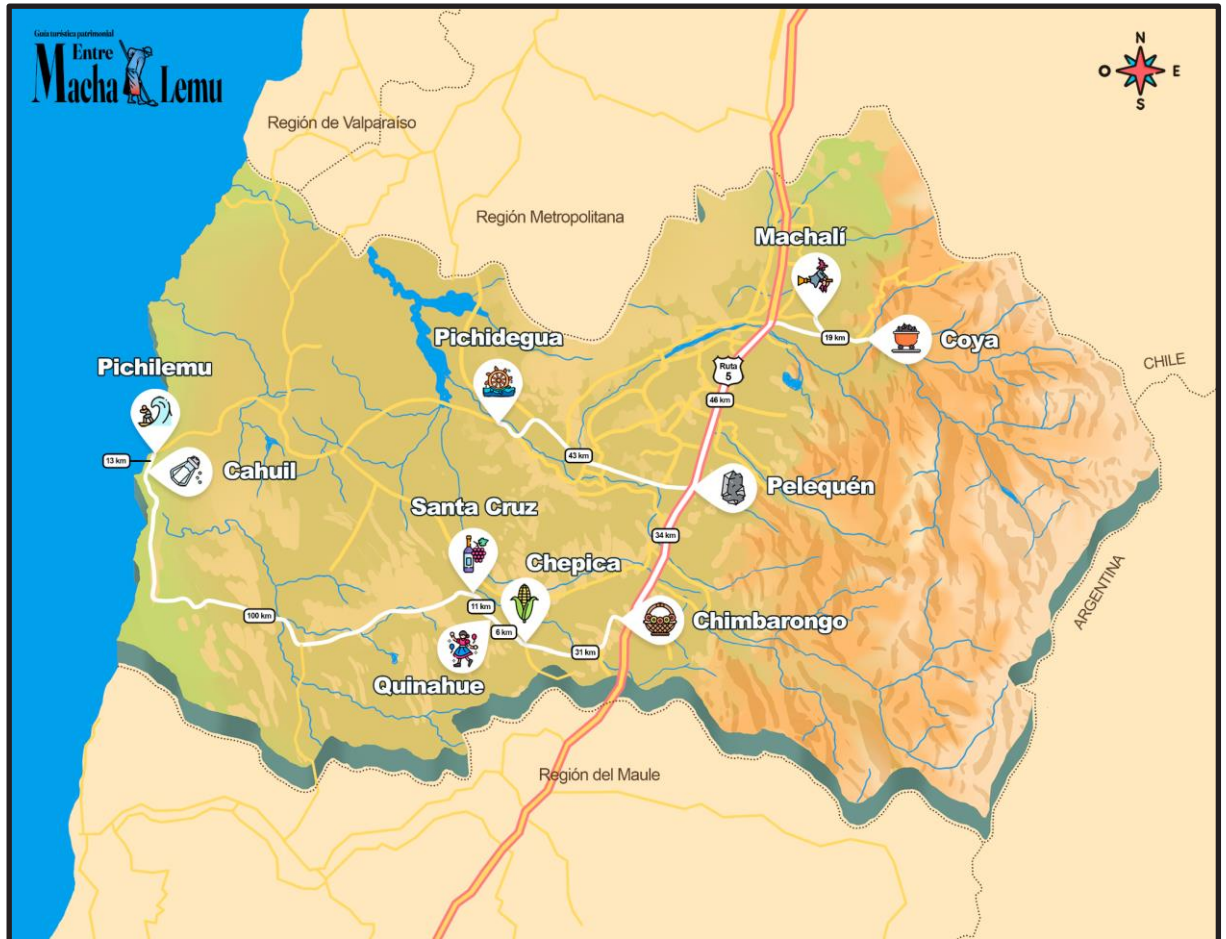 Guía turística patrimonial
Entre
Macha Lemu
N
O E
S
Región de Valparaíso
Región Metropolitana
Machalí
19 km
Coya
CHILE
Pichidegua
Ruta
5
46 km
Pichilemu
13 km
Cahuil
43 km
Pelequén
Santa Cruz
34 km
Chepica
11 km
6 km
100 km
31 km
Chimbarongo
Quinahue
ARGENTINA
Región del Maule